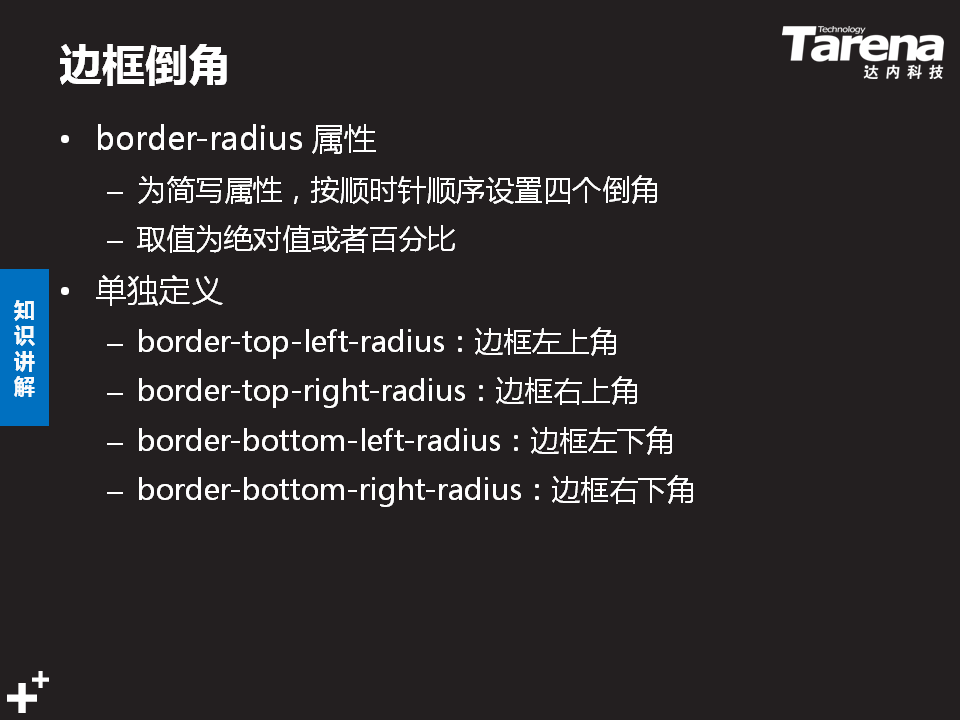 边框倒角
Technology
Tarena
达内科技
• border-radius 属性
– 为简写属性，按顺时针顺序设置四个倒角
– 取值为绝对值或者百分比
• 单独定义
– border-top-left-radius：边框左上角
– border-top-right-radius：边框右上角
– border-bottom-left-radius：边框左下角
– border-bottom-right-radius：边框右下角
知识讲解